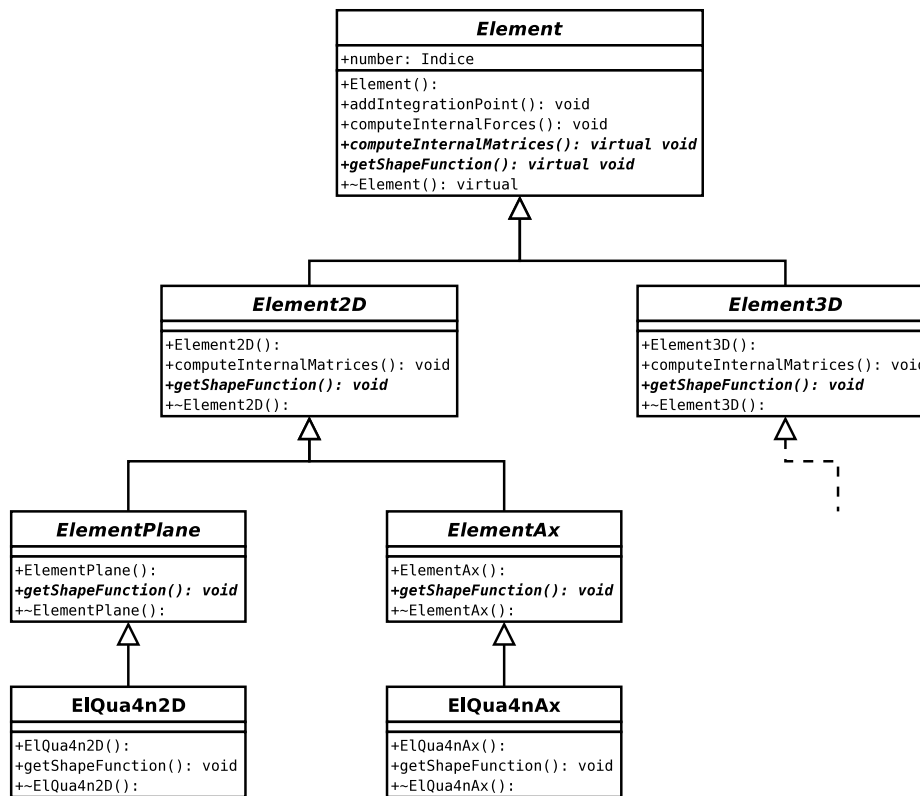 Element
+number: Indice
+Element():
+addIntegrationPoint(): void
+computeInternalForces(): void
+computeInternalMatrices(): virtual void
+getShapeFunction(): virtual void
+~Element(): virtual
Element2D
+Element2D():
+computeInternalMatrices(): void
+getShapeFunction(): void
+~Element2D():
Element3D
+Element3D():
+computeInternalMatrices(): void
+getShapeFunction(): void
+~Element3D():
ElementPlane
+ElementPlane():
+getShapeFunction(): void
+~ElementPlane():
ElementAx
+ElementAx():
+getShapeFunction(): void
+~ElementAx():
ElQua4n2D
+ElQua4n2D():
+getShapeFunction(): void
+~ElQua4n2D():
ElQua4nAx
+ElQua4nAx():
+getShapeFunction(): void
+~ElQua4nAx():